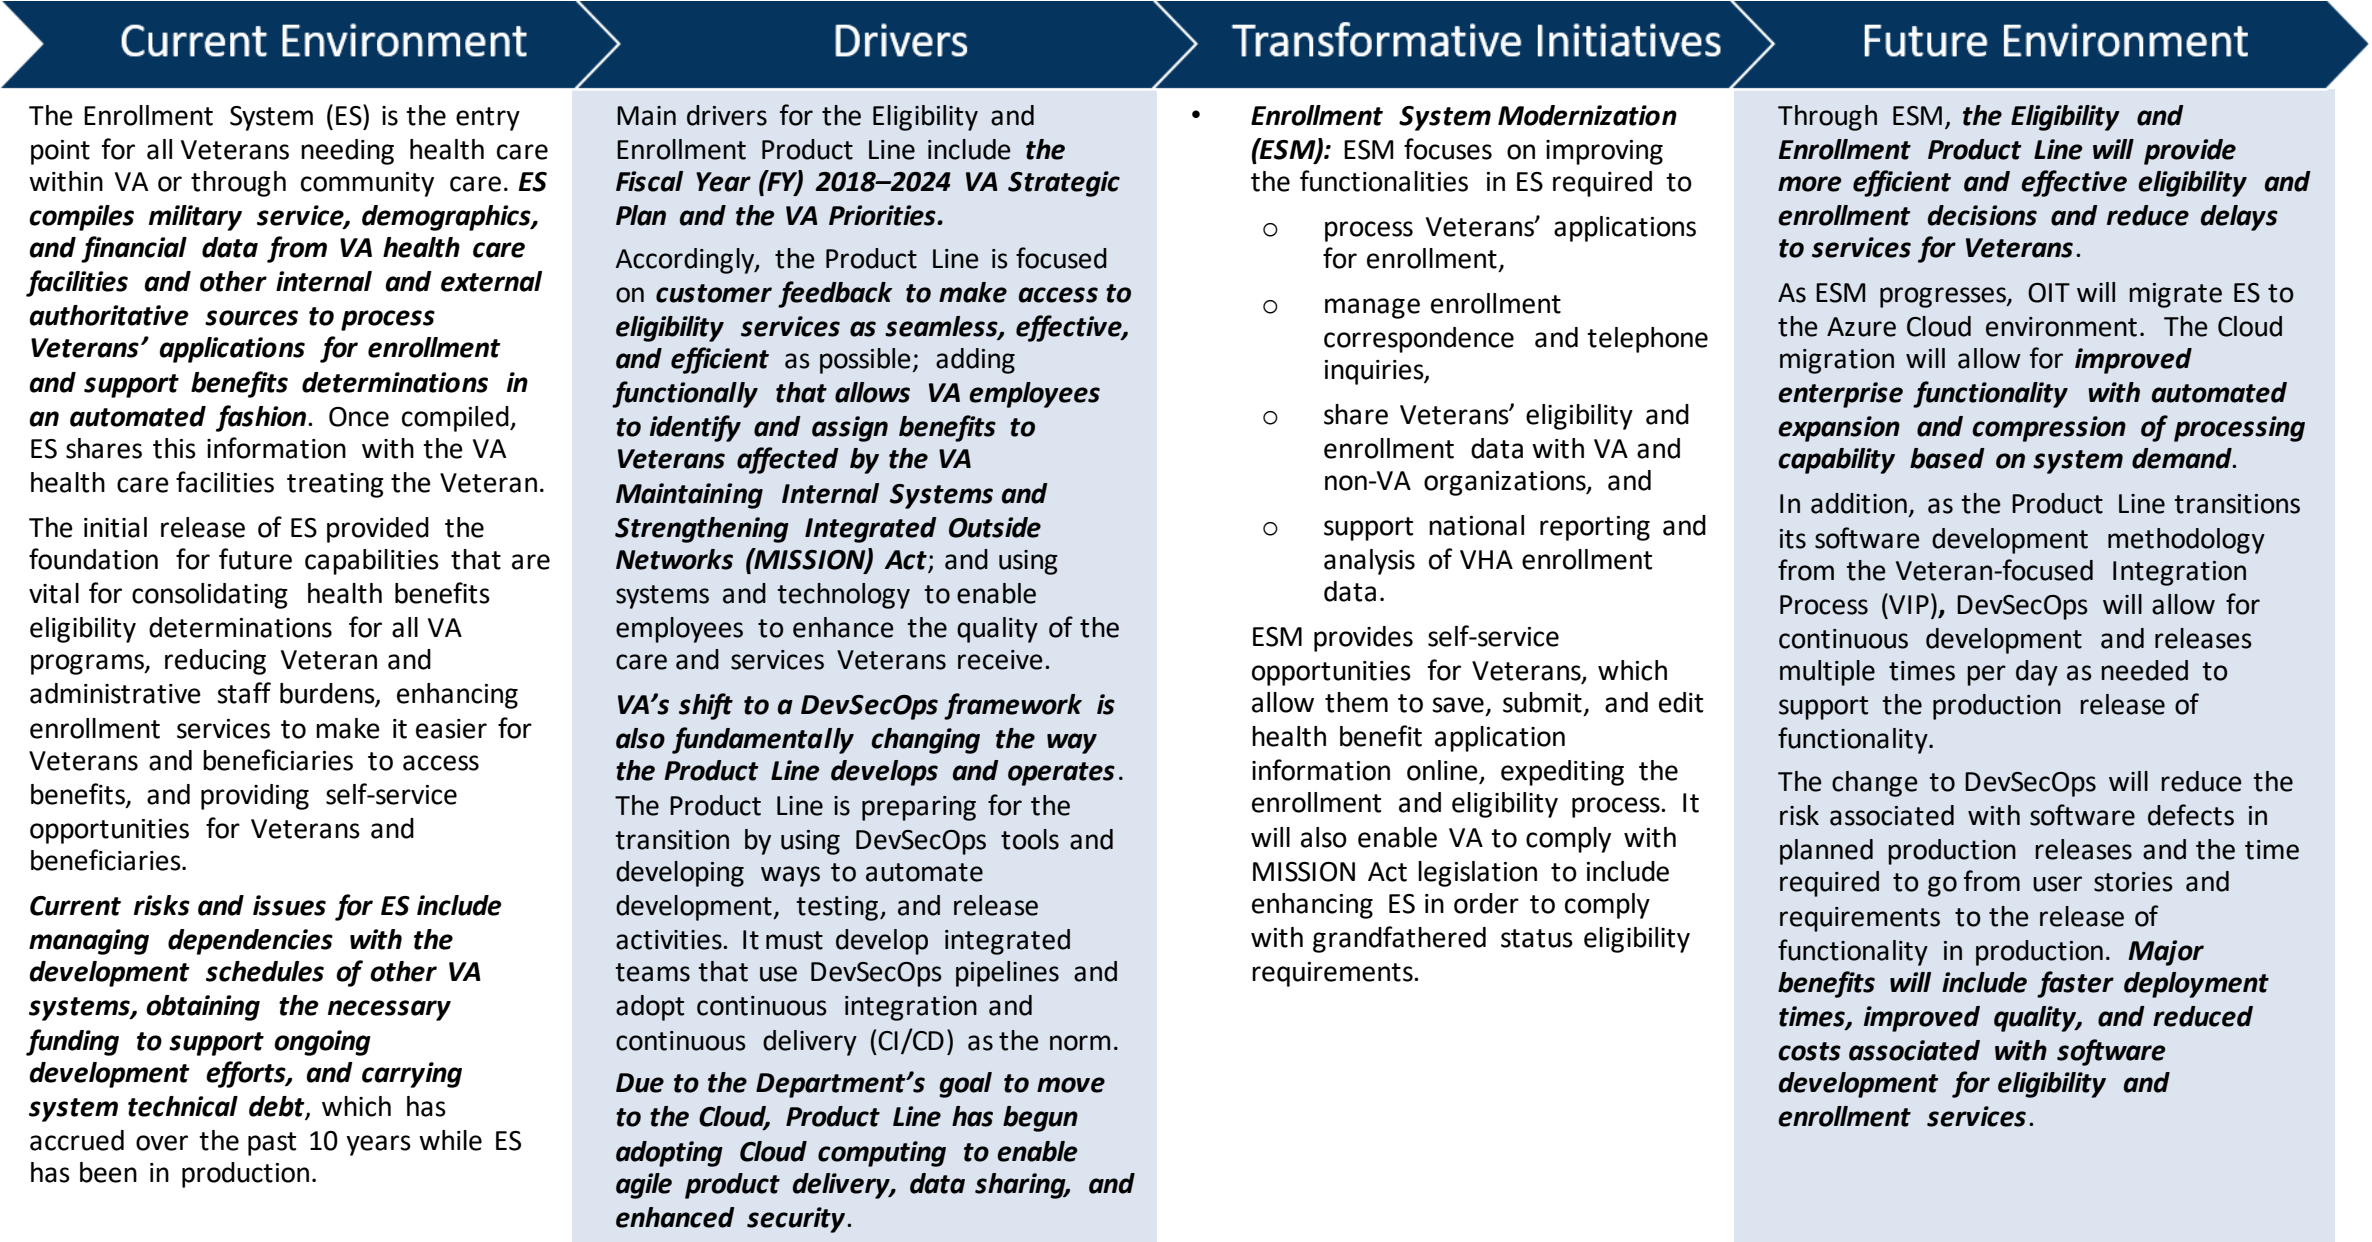 Current Environment
The Enrollment System (ES) is the entry
point for all Veterans needing health care
within VA or through community care. ES
compiles military service, demographics,
and financial data from VA health care
facilities and other internal and external
authoritative sources to process
Veterans’ applications for enrollment
and support benefits determinations in
an automated fashion. Once compiled,
ES shares this information with the VA
health care facilities treating the Veteran.
The initial release of ES provided the
foundation for future capabilities that are
vital for consolidating health benefits
eligibility determinations for all VA
programs, reducing Veteran and
administrative staff burdens, enhancing
enrollment services to make it easier for
Veterans and beneficiaries to access
benefits, and providing self-service
opportunities for Veterans and
beneficiaries.
Current risks and issues for ES include
managing dependencies with the
development schedules of other VA
systems, obtaining the necessary
funding to support ongoing
development efforts, and carrying
system technical debt, which has
accrued over the past 10 years while ES
has been in production.
Drivers
Main drivers for the Eligibility and
Enrollment Product Line include the
Fiscal Year (FY) 2018–2024 VA Strategic
Plan and the VA Priorities.
Accordingly, the Product Line is focused
on customer feedback to make access to
eligibility services as seamless, effective,
and efficient as possible; adding
functionally that allows VA employees
to identify and assign benefits to
Veterans affected by the VA
Maintaining Internal Systems and
Strengthening Integrated Outside
Networks (MISSION) Act; and using
systems and technology to enable
employees to enhance the quality of the
care and services Veterans receive.
VA’s shift to a DevSecOps framework is
also fundamentally changing the way
the Product Line develops and operates.
The Product Line is preparing for the
transition by using DevSecOps tools and
developing ways to automate
development, testing, and release
activities. It must develop integrated
teams that use DevSecOps pipelines and
adopt continuous integration and
continuous delivery (CI/CD) as the norm.
Due to the Department’s goal to move
to the Cloud, Product Line has begun
adopting Cloud computing to enable
agile product delivery, data sharing, and
enhanced security.
Transformative Initiatives
• Enrollment System Modernization
(ESM): ESM focuses on improving
the functionalities in ES required to
o process Veterans’ applications
for enrollment,
o manage enrollment
correspondence and telephone
inquiries,
o share Veterans’ eligibility and
enrollment data with VA and
non-VA organizations, and
o support national reporting and
analysis of VHA enrollment
data.
ESM provides self-service
opportunities for Veterans, which
allow them to save, submit, and edit
health benefit application
information online, expediting the
enrollment and eligibility process. It
will also enable VA to comply with
MISSION Act legislation to include
enhancing ES in order to comply
with grandfathered status eligibility
requirements.
Future Environment
Through ESM, the Eligibility and
Enrollment Product Line will provide
more efficient and effective eligibility and
enrollment decisions and reduce delays
to services for Veterans.
As ESM progresses, OIT will migrate ES to
the Azure Cloud environment. The Cloud
migration will allow for improved
enterprise functionality with automated
expansion and compression of processing
capability based on system demand.
In addition, as the Product Line transitions
its software development methodology
from the Veteran-focused Integration
Process (VIP), DevSecOps will allow for
continuous development and releases
multiple times per day as needed to
support the production release of
functionality.
The change to DevSecOps will reduce the
risk associated with software defects in
planned production releases and the time
required to go from user stories and
requirements to the release of
functionality in production. Major
benefits will include faster deployment
times, improved quality, and reduced
costs associated with software
development for eligibility and
enrollment services.